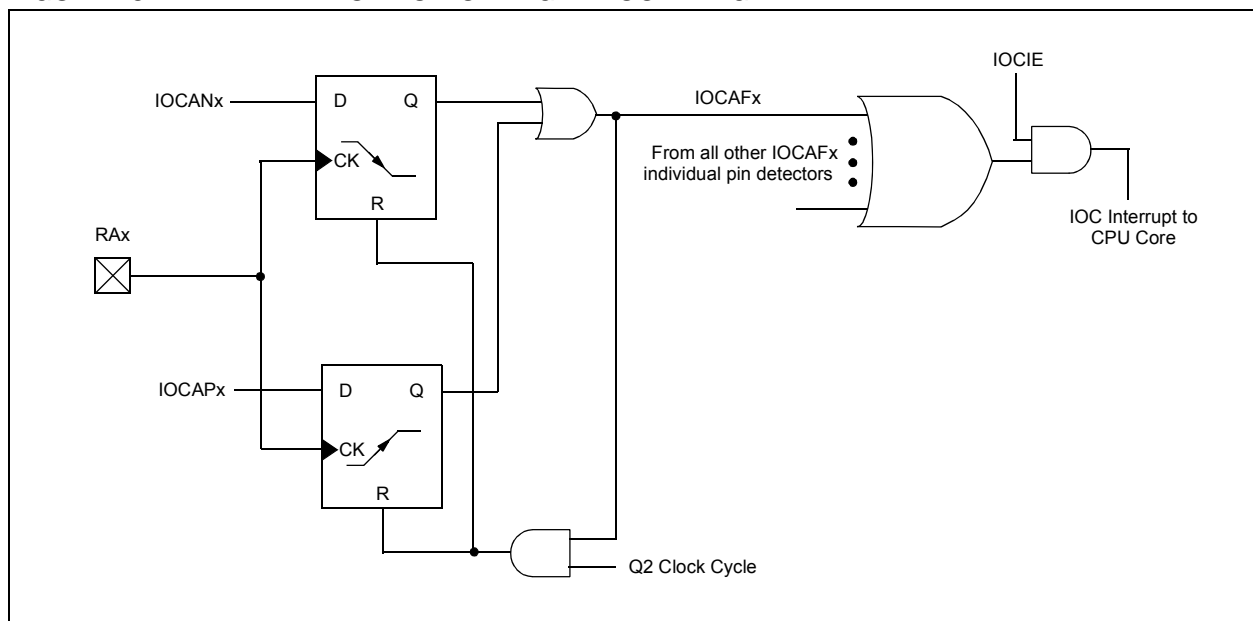 IOCIE
IOCANx
D Q
IOCAFx
CK
From all other IOCAFx
individual pin detectors
R
IOC Interrupt to
CPU Core
RAx
IOCAPx
D Q
CK
R
Q2 Clock Cycle